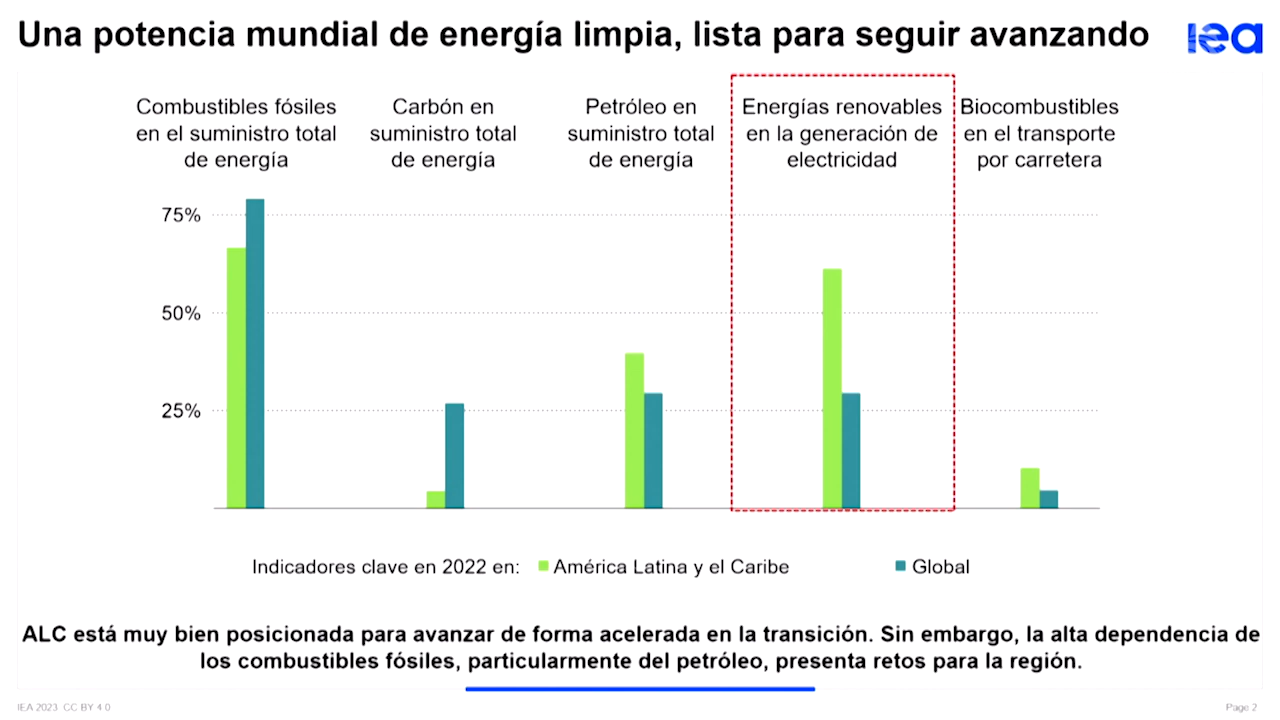 Una potencia mundial de energía limpia, lista para seguir avanzando
iea
Combustibles fósiles
en el suministro total
de energía
Carbón en
suministro total
de energía
Petróleo en
suministro total
de energía
Energías renovables
en la generación de
electricidad
Biocombustibles
en el transporte
por carretera
75%
50%
25%
Indicadores clave en 2022 en:
América Latina y el Caribe
Global
ALC está muy bien posicionada para avanzar de forma acelerada en la transición. Sin embargo, la alta dependencia de
los combustibles fósiles, particularmente del petróleo, presenta retos para la región.
IEA 2023 CC BY 4 0
Page 2